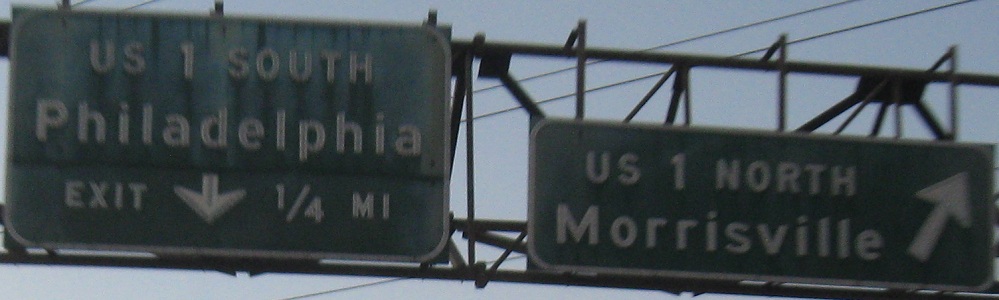 US 1 SOUTH
Philadelphia
EXIT 1/4 MI
US 1 NORTH
Morrisville